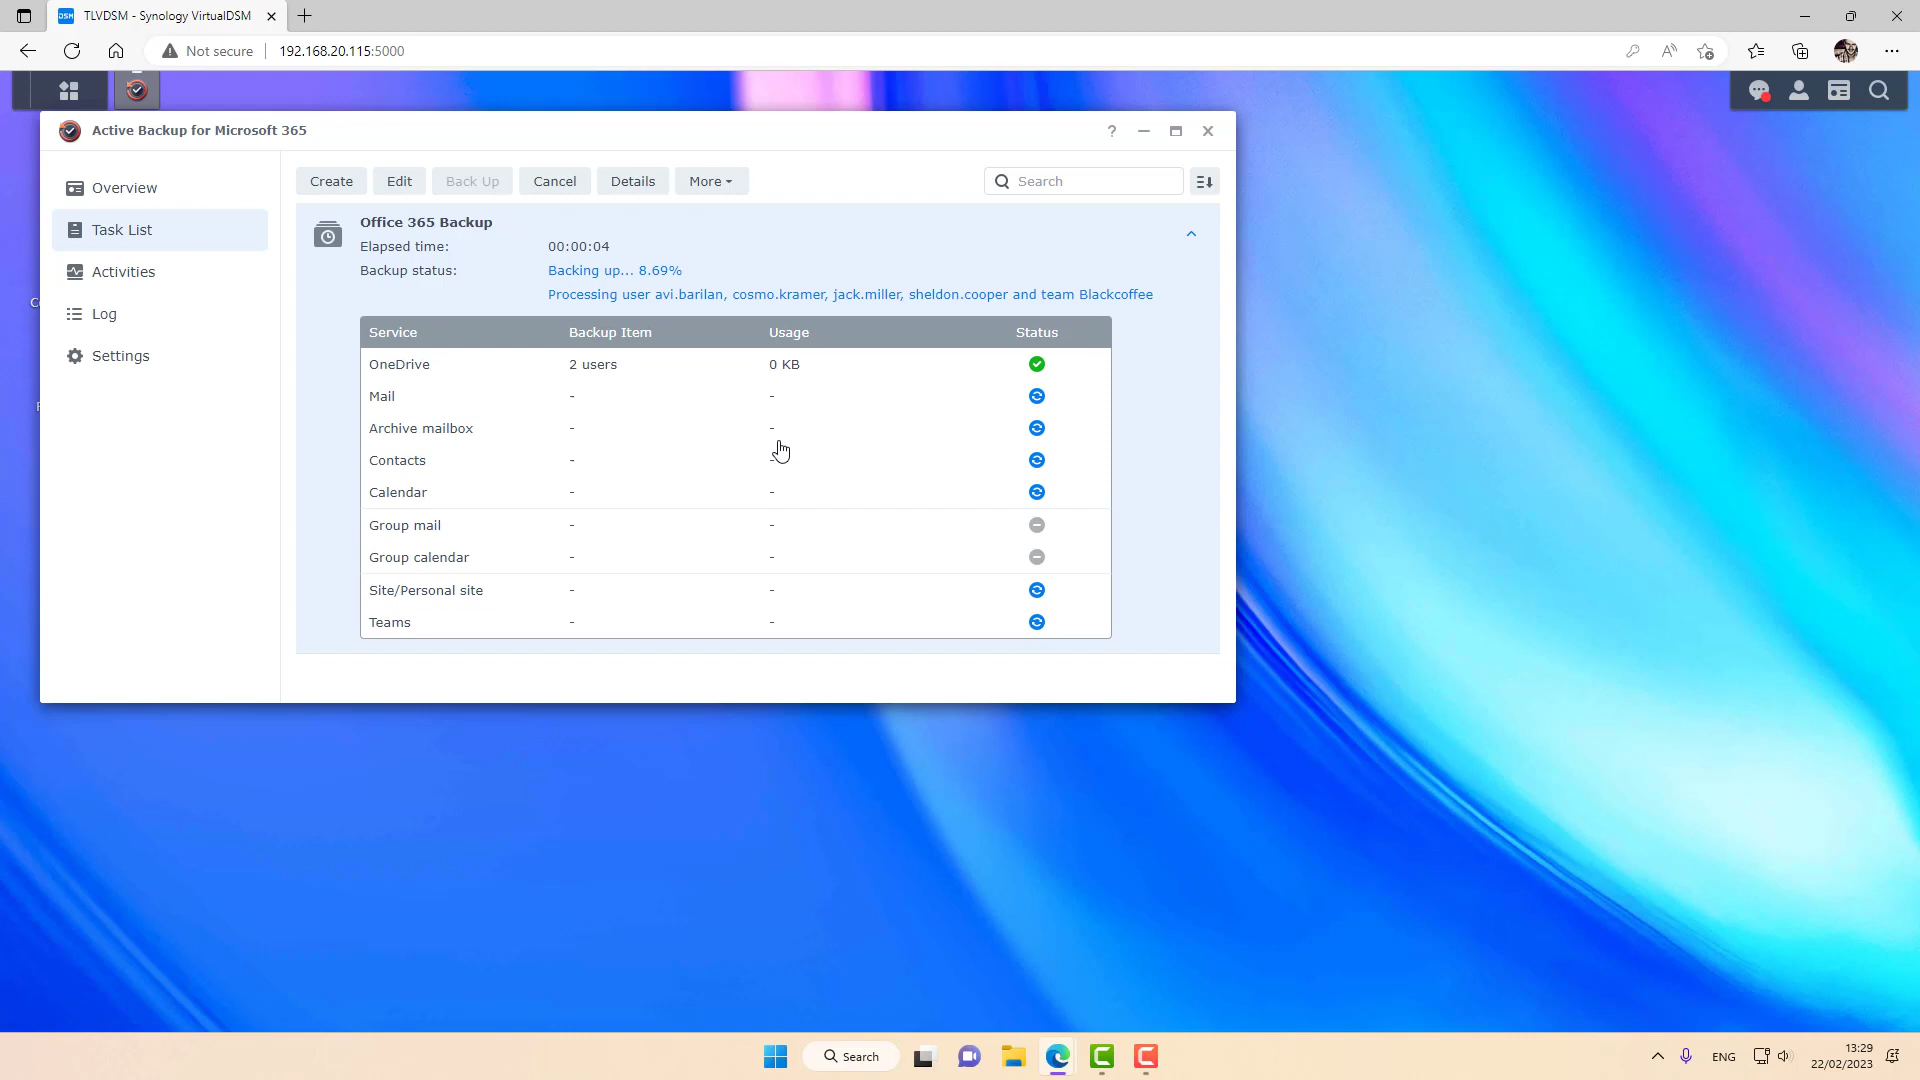 TLVDSM - Synology VirtualDSM
Not secure 192.168.20.115:5000
Active Backup for Microsoft 365
Overview
Task List
Activities
Log
Settings
Create Edit Back Up Cancel Details More Search
Office 365 Backup
Elapsed time: 00:00:04
Backup status: Backing up... 8.69%
Processing user avi.barilan, cosmo.kramer, jack.miller, sheldon.cooper and team Blackcoffee
Service Backup Item Usage Status
OneDrive 2 users 0 KB
Mail - -
Archive mailbox - -
Contacts - -
Calendar - -
Group mail - -
Group calendar - -
Site/Personal site - -
Teams - -
Search
ENG
13:29
22/02/2023